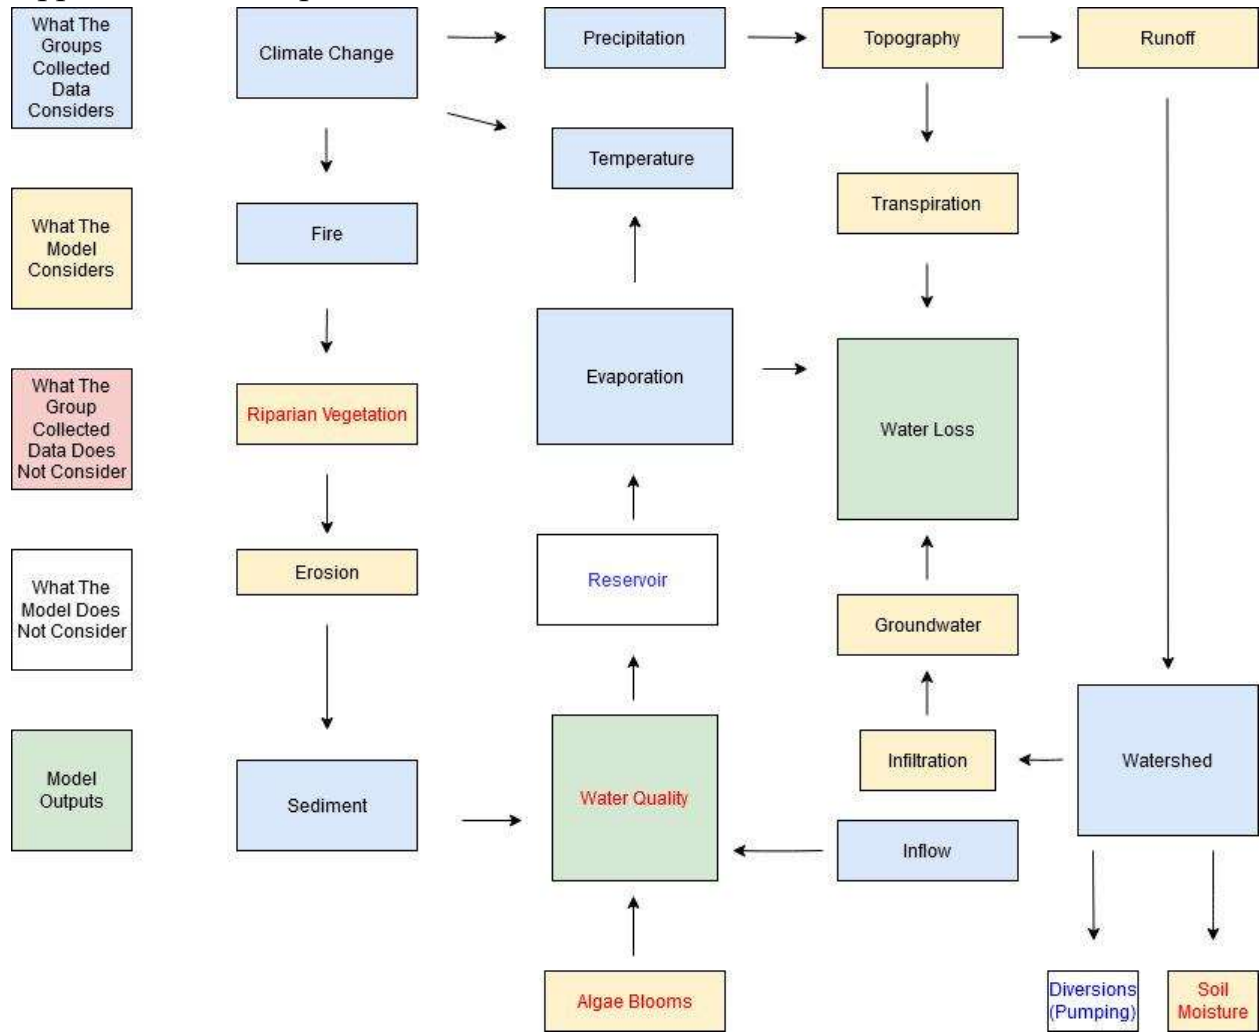 What The
Groups
Collected
Data
Considers
Climate Change
Precipitation
Topography
Runoff
Temperature
What The
Model
Considers
Fire
Transpiration
What The
Group
Collected
Data Does
Not Consider
Riparian Vegetation
Evaporation
Water Loss
What The
Model Does
Not Consider
Erosion
Reservoir
Groundwater
Model
Outputs
Sediment
Water Quality
Infiltration
Watershed
Inflow
Algae Blooms
Diversions
(Pumping)
Soil
Moisture